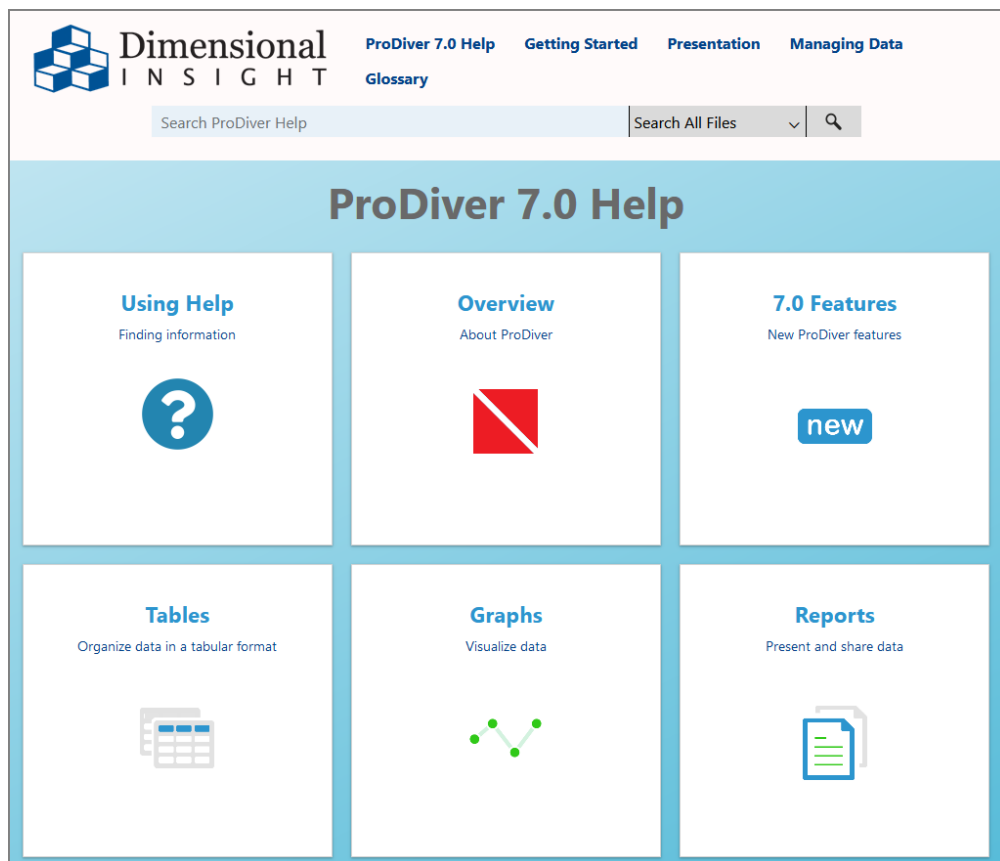 Dimensional
INSIGHT
ProDiver 7.0 Help Getting Started Presentation Managing Data
Glossary
Search ProDiver Help Search All Files
ProDiver 7.0 Help
Using Help
Finding information
?
Overview
About ProDiver
7.0 Features
New ProDiver features
new
Tables
Organize data in a tabular format
Graphs
Visualize data
Reports
Present and share data